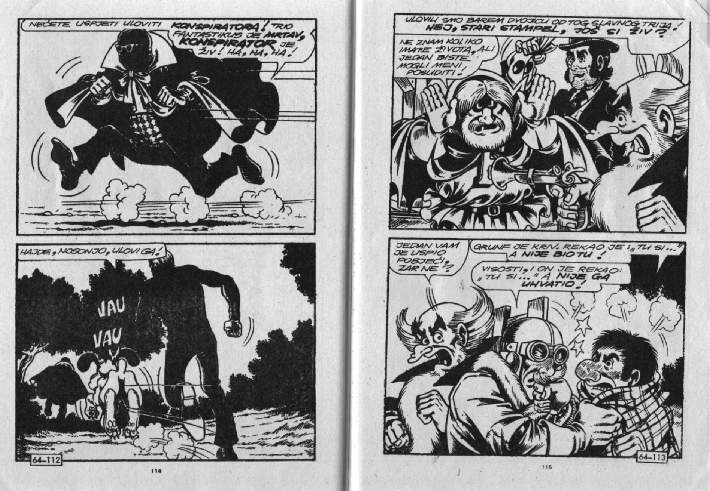 NEĆETE USPJETI ULOVITI
KONSPIRATORA! TRIO
FANTASTIKUS JE MRTAV,
KONSPIRATOR JE
ŽIV! HA, HA, HA!
HAJDE, NOSONJO, ULOVI GA!
VAU
VAU
64-112
114
ULOVILI SMO BAREM DVOJICU OD TOG SLAVNOG TRIJA!
HEJ, STARI STAMPEL, JOŠ SI ŽIV?
NE ZNAM KOLIKO
IMATE ŽIVOTA, ALI
JEDAN BISTE
MOGLI MENI,
POSUDITI!
JEDAN VAM
JE USPIO
POBJEĆI,
ZAR NE?
GRUNF JE KRIV. REKAO JE: „TU SI..."
A NIJE BIO TU!
VISOSTI, I ON JE REKAO:
„TU SI..." A NIJE GA
UHVATIO!
64-113
115